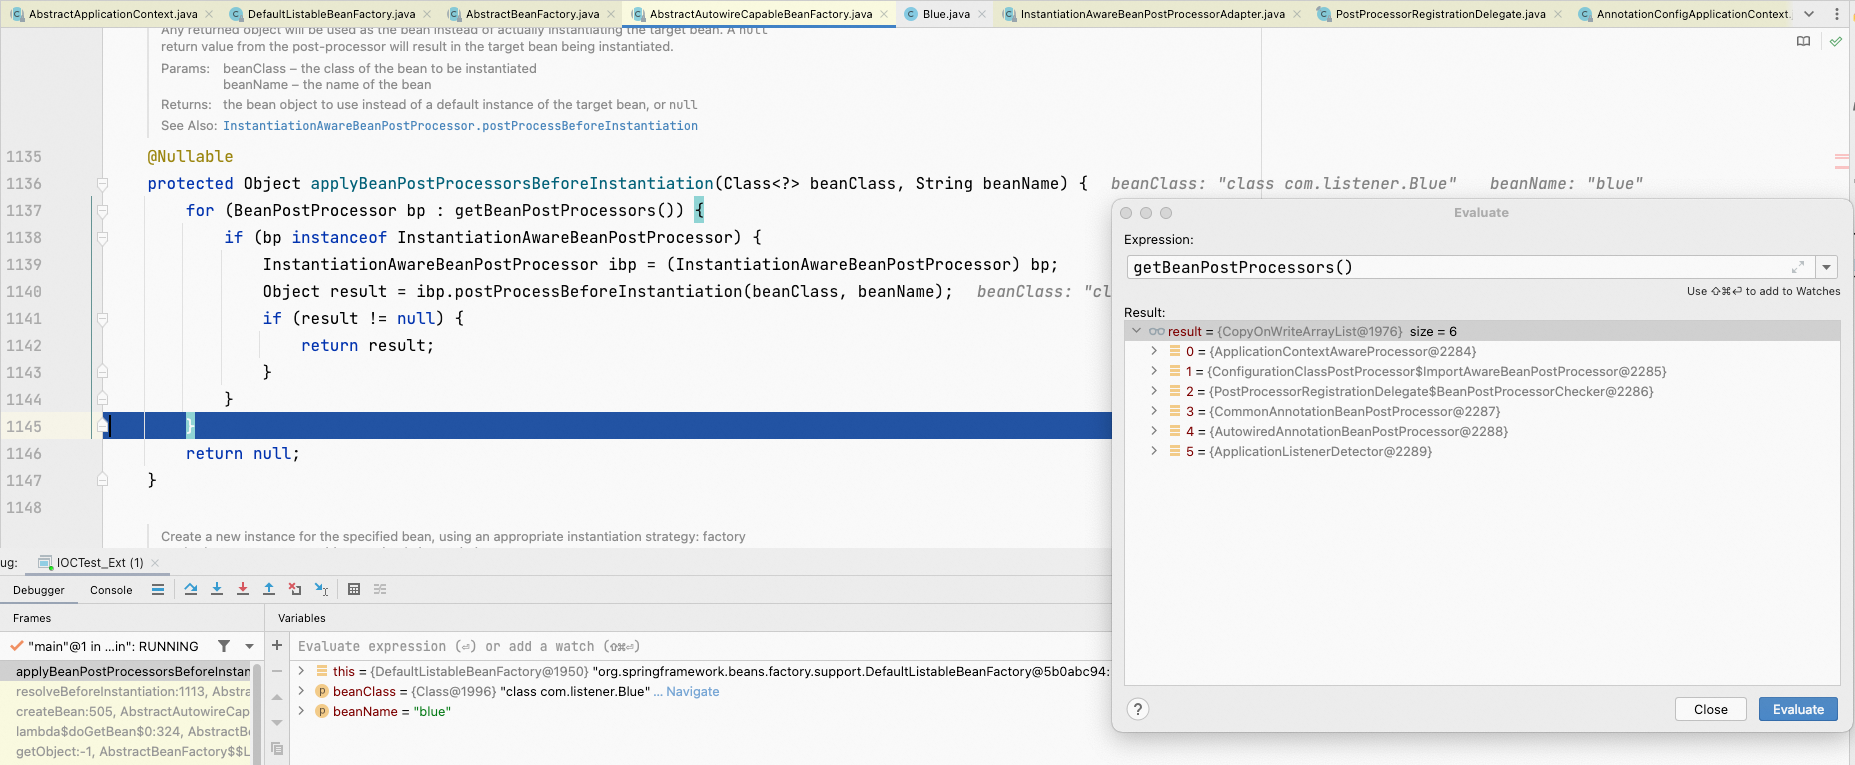 AbstractApplicationContext.java
DefaultListableBeanFactory.java
AbstractBeanFactory.java
AbstractAutowireCapableBeanFactory.java
Blue.java
InstantiationAwareBeanPostProcessorAdapter.java
PostProcessorRegistrationDelegate.java
AnnotationConfigApplicationContext.
Any returned object will be used as the bean instead of actually instantiating the target bean. A null
return value from the post-processor will result in the target bean being instantiated.
Params: beanClass – the class of the bean to be instantiated
beanName – the name of the bean
Returns: the bean object to use instead of a default instance of the target bean, or null
See Also: InstantiationAwareBeanPostProcessor.postProcessBeforeInstantiation
1135 @Nullable
1136 protected Object applyBeanPostProcessorsBeforeInstantiation(Class<?> beanClass, String beanName) { beanClass: "class com.listener.Blue" beanName: "blue"
1137 for (BeanPostProcessor bp : getBeanPostProcessors()) {
1138 if (bp instanceof InstantiationAwareBeanPostProcessor) {
1139 InstantiationAwareBeanPostProcessor ibp = (InstantiationAwareBeanPostProcessor) bp;
1140 Object result = ibp.postProcessBeforeInstantiation(beanClass, beanName); beanClass: "cl
1141 if (result != null) {
1142 return result;
1143 }
1144 }
1145 }
1146 return null;
1147 }
1148
Create a new instance for the specified bean, using an appropriate instantiation strategy: factory
Evaluate
Expression:
getBeanPostProcessors()
Use ⇧⌘⏎ to add to Watches
Result:
result = {CopyOnWriteArrayList@1976} size = 6
0 = {ApplicationContextAwareProcessor@2284}
1 = {ConfigurationClassPostProcessor$ImportAwareBeanPostProcessor@2285}
2 = {PostProcessorRegistrationDelegate$BeanPostProcessorChecker@2286}
3 = {CommonAnnotationBeanPostProcessor@2287}
4 = {AutowiredAnnotationBeanPostProcessor@2288}
5 = {ApplicationListenerDetector@2289}
?
Close
Evaluate
ug: IOCTest_Ext (1)
Debugger Console
Frames
Variables
"main"@1 in ...in": RUNNING
Evaluate expression (⏎) or add a watch (⇧⌘⏎)
applyBeanPostProcessorsBeforeInstan
resolveBeforeInstantiation:1113, Abstra
createBean:505, AbstractAutowireCap
lambda$doGetBean$0:324, AbstractBe
getObject:-1, AbstractBeanFactory$$L
this = {DefaultListableBeanFactory@1950} "org.springframework.beans.factory.support.DefaultListableBeanFactory@5b0abc94:
beanClass = {Class@1996} "class com.listener.Blue" ... Navigate
beanName = "blue"